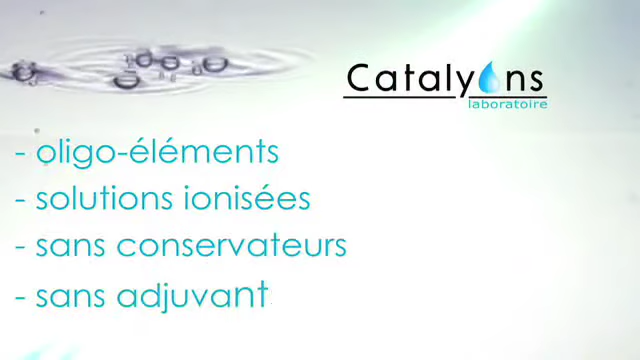 Catalyons
laboratoire
- oligo-éléments
- solutions ionisées
- sans conservateurs
- sans adjuvant